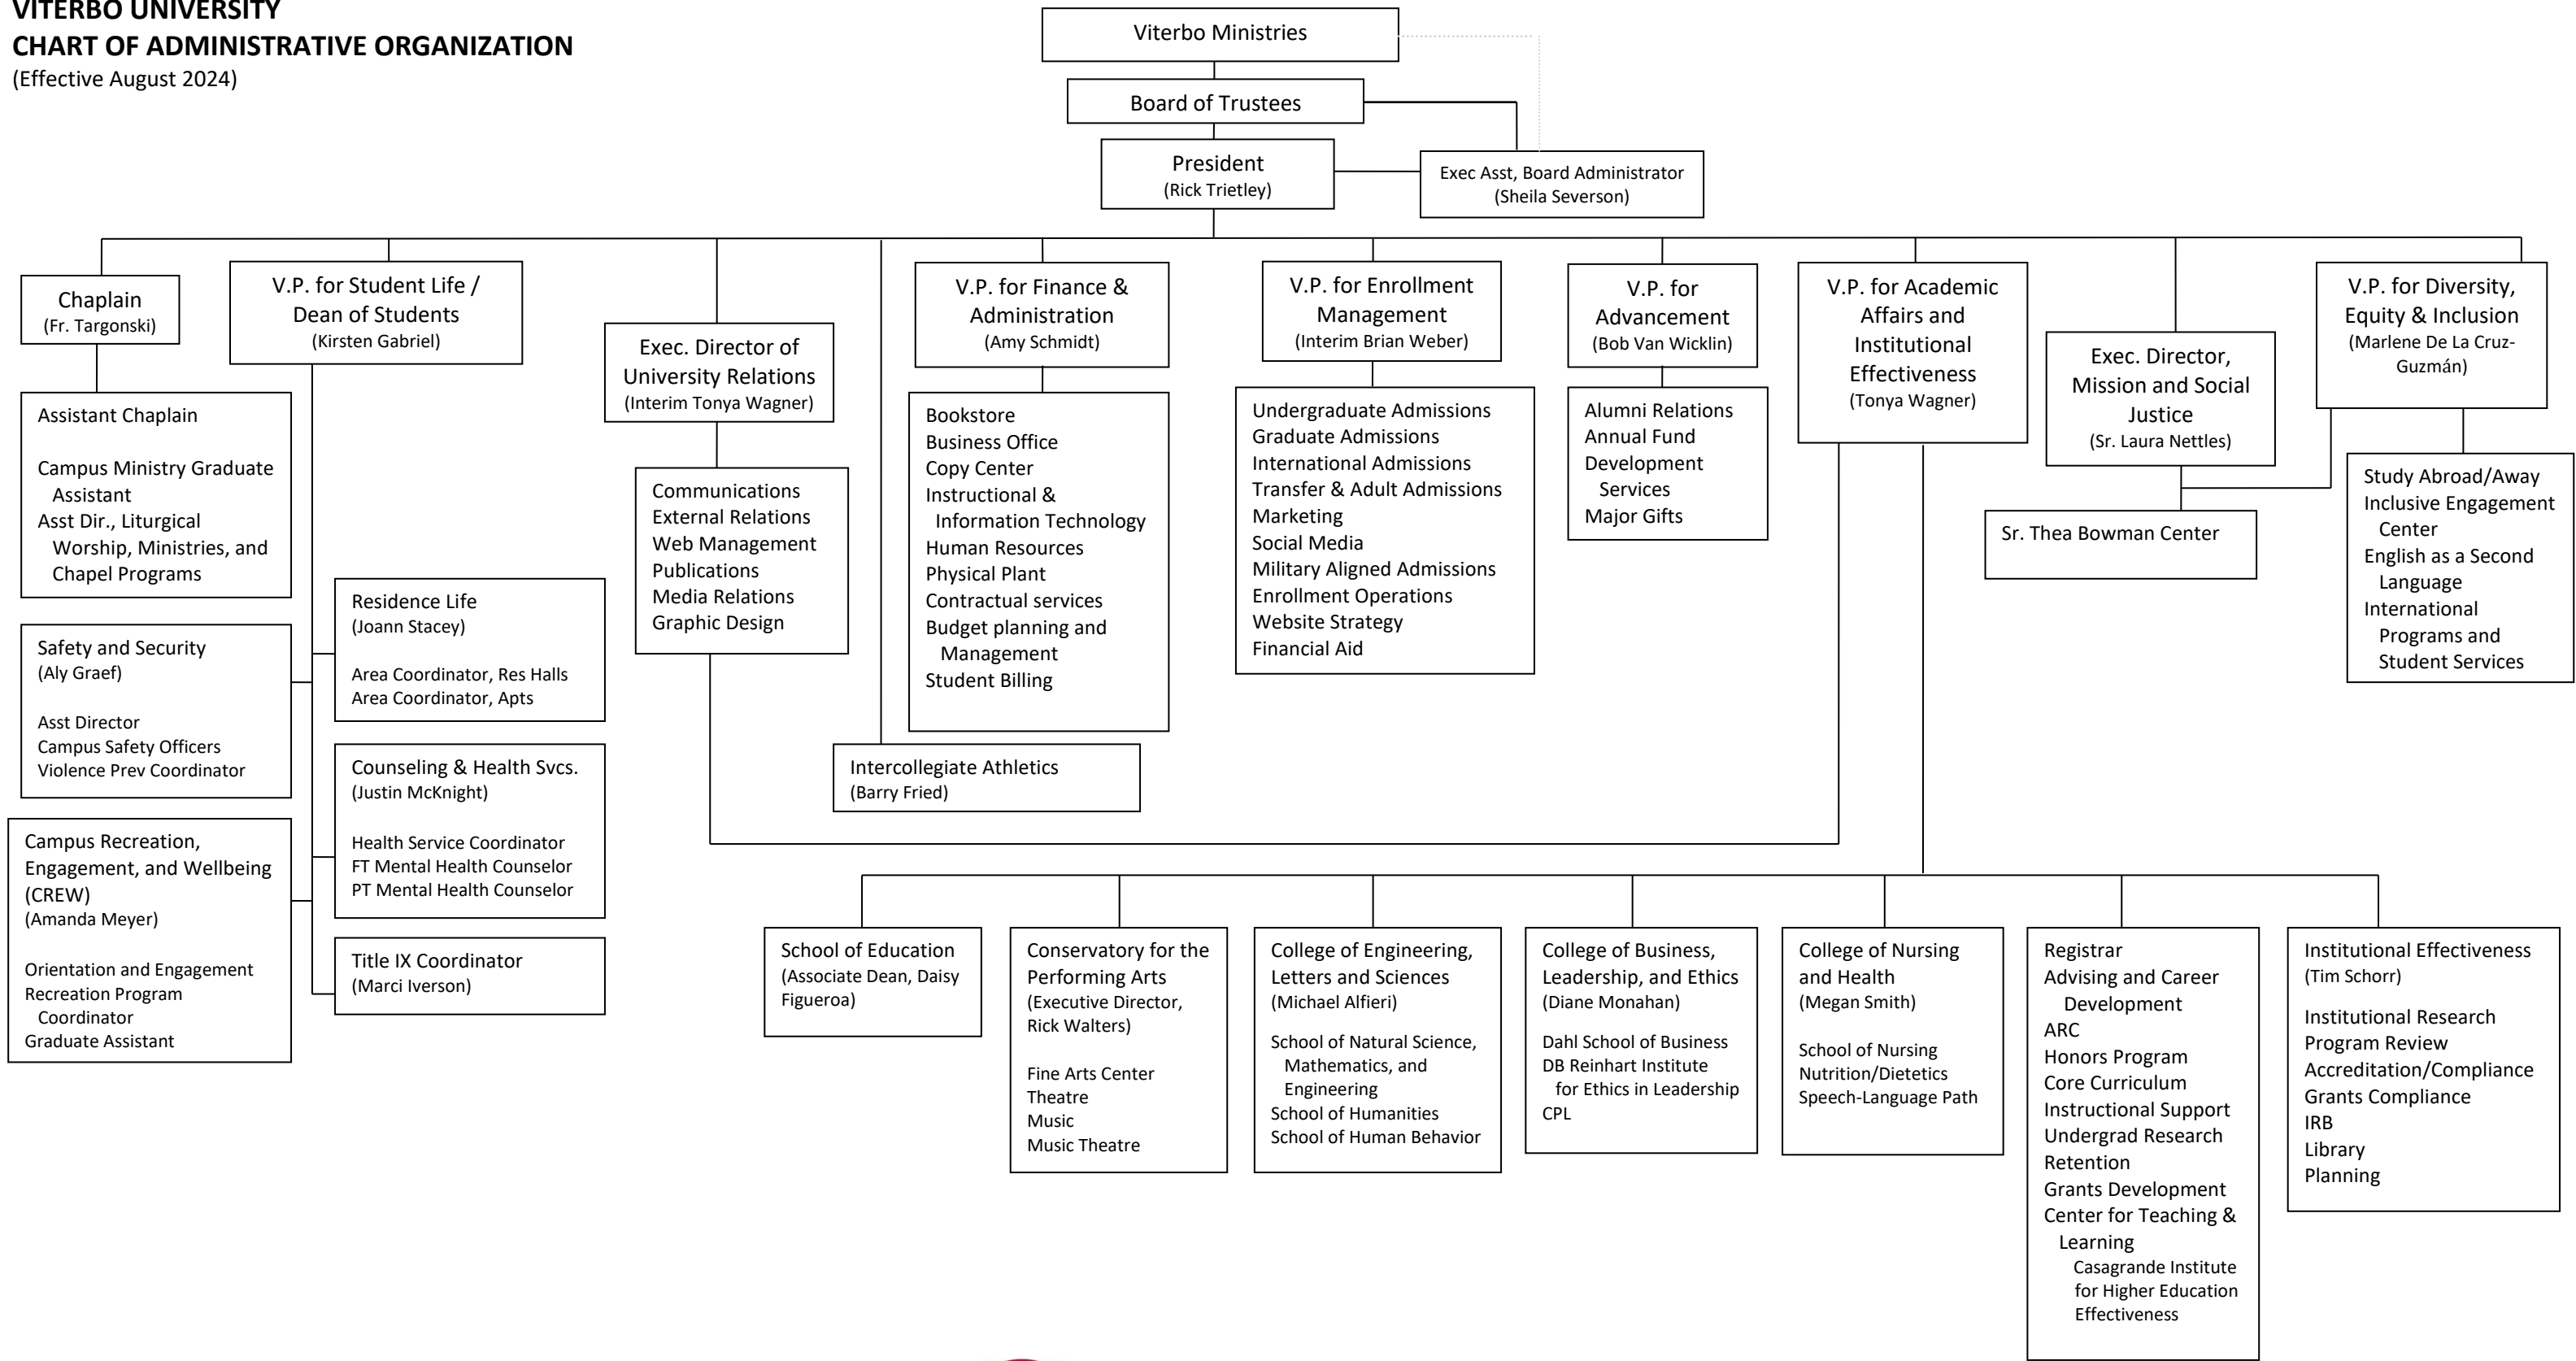 VITERBO UNIVERSITY
CHART OF ADMINISTRATIVE ORGANIZATION
(Effective August 2024)
Viterbo Ministries
Board of Trustees
President
(Rick Trietley)
Exec Asst, Board Administrator
(Sheila Severson)
Chaplain
(Fr. Targonski)
Assistant Chaplain
Campus Ministry Graduate
Assistant
Asst Dir., Liturgical
Worship, Ministries, and
Chapel Programs
V.P. for Student Life /
Dean of Students
(Kirsten Gabriel)
Safety and Security
(Aly Graef)
Asst Director
Campus Safety Officers
Violence Prev Coordinator
Campus Recreation,
Engagement, and Wellbeing
(CREW)
(Amanda Meyer)
Orientation and Engagement
Recreation Program
Coordinator
Graduate Assistant
Residence Life
(Joann Stacey)
Area Coordinator, Res Halls
Area Coordinator, Apts
Counseling & Health Svcs.
(Justin McKnight)
Health Service Coordinator
FT Mental Health Counselor
PT Mental Health Counselor
Title IX Coordinator
(Marci Iverson)
Exec. Director of
University Relations
(Interim Tonya Wagner)
Communications
External Relations
Web Management
Publications
Media Relations
Graphic Design
Intercollegiate Athletics
(Barry Fried)
V.P. for Finance &
Administration
(Amy Schmidt)
Bookstore
Business Office
Copy Center
Instructional &
Information Technology
Human Resources
Physical Plant
Contractual services
Budget planning and
Management
Student Billing
V.P. for Enrollment
Management
(Interim Brian Weber)
Undergraduate Admissions
Graduate Admissions
International Admissions
Transfer & Adult Admissions
Marketing
Social Media
Military Aligned Admissions
Enrollment Operations
Website Strategy
Financial Aid
V.P. for
Advancement
(Bob Van Wicklin)
Alumni Relations
Annual Fund
Development
Services
Major Gifts
V.P. for Academic
Affairs and
Institutional
Effectiveness
(Tonya Wagner)
Exec. Director,
Mission and Social
Justice
(Sr. Laura Nettles)
Sr. Thea Bowman Center
V.P. for Diversity,
Equity & Inclusion
(Marlene De La Cruz-
Guzmán)
Study Abroad/Away
Inclusive Engagement
Center
English as a Second
Language
International
Programs and
Student Services
School of Education
(Associate Dean, Daisy
Figueroa)
Conservatory for the
Performing Arts
(Executive Director,
Rick Walters)
Fine Arts Center
Theatre
Music
Music Theatre
College of Engineering,
Letters and Sciences
(Michael Alfieri)
School of Natural Science,
Mathematics, and
Engineering
School of Humanities
School of Human Behavior
College of Business,
Leadership, and Ethics
(Diane Monahan)
Dahl School of Business
DB Reinhart Institute
for Ethics in Leadership
CPL
College of Nursing
and Health
(Megan Smith)
School of Nursing
Nutrition/Dietetics
Speech-Language Path
Registrar
Advising and Career
Development
ARC
Honors Program
Core Curriculum
Instructional Support
Undergrad Research
Retention
Grants Development
Center for Teaching &
Learning
Casagrande Institute
for Higher Education
Effectiveness
Institutional Effectiveness
(Tim Schorr)
Institutional Research
Program Review
Accreditation/Compliance
Grants Compliance
IRB
Library
Planning